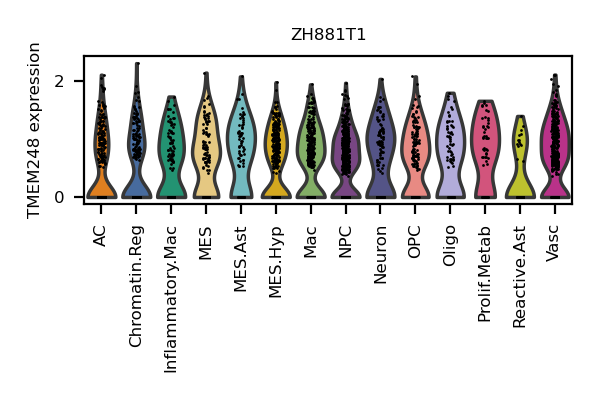 ZH881T1
TMEM248 expression
2
0
AC
Chromatin.Reg
Inflammatory.Mac
MES
MES.Ast
MES.Hyp
Mac
NPC
Neuron
OPC
Oligo
Prolif.Metab
Reactive.Ast
Vasc